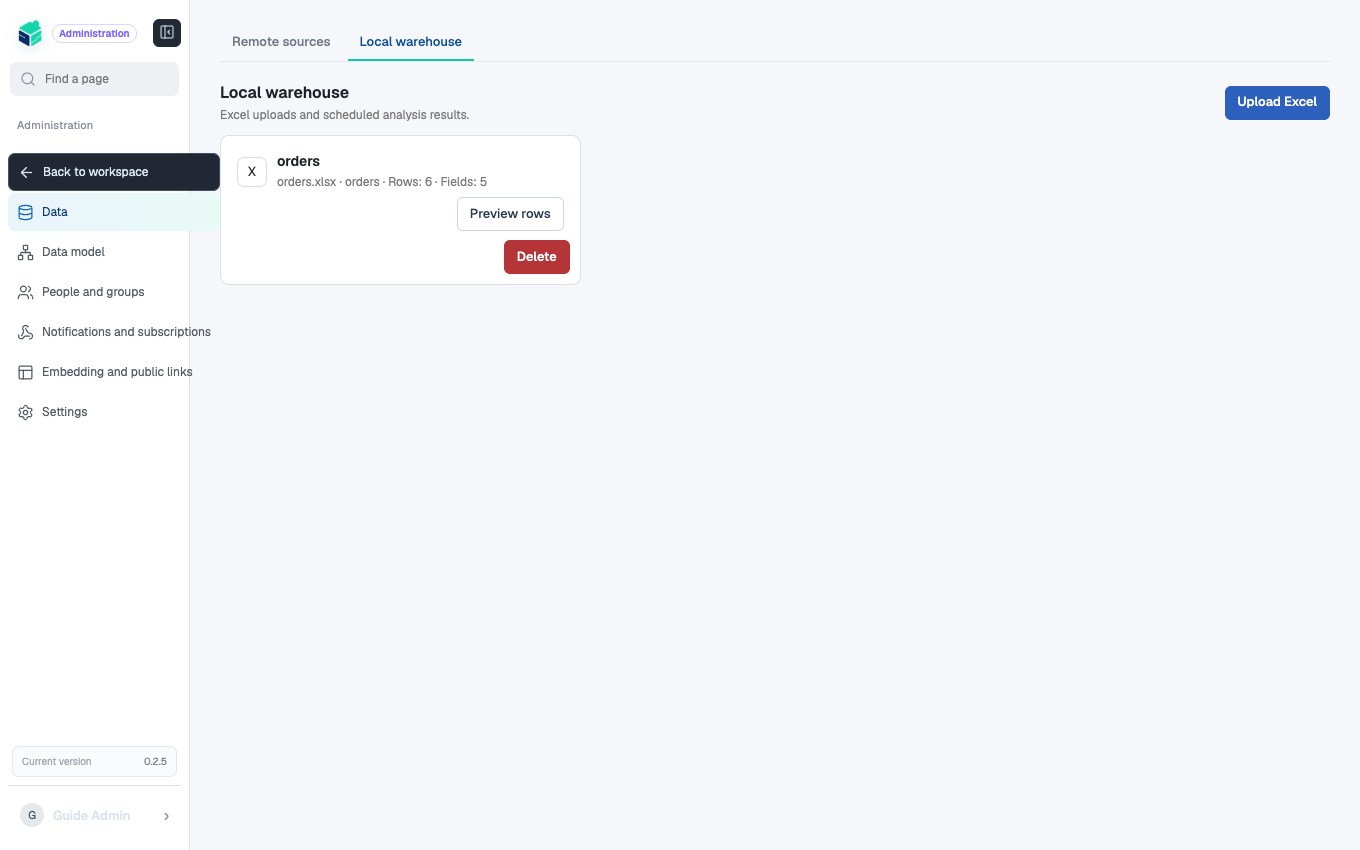 Administration
Find a page
Administration
Back to workspace
Data
Data model
People and groups
Notifications and subscriptions
Embedding and public links
Settings
Current version 0.2.5
G Guide Admin
Remote sources Local warehouse
Local warehouse
Excel uploads and scheduled analysis results.
Upload Excel
X
orders
orders.xlsx · orders · Rows: 6 · Fields: 5
Preview rows
Delete